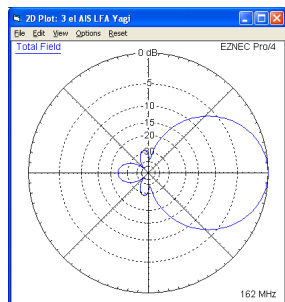 2D Plot: 3 el AIS LFA Yagi
File Edit View Options Reset
Total Field
0 dB
EZNEC Pro/4
-5
-10
-15
-20
-30
162 MHz